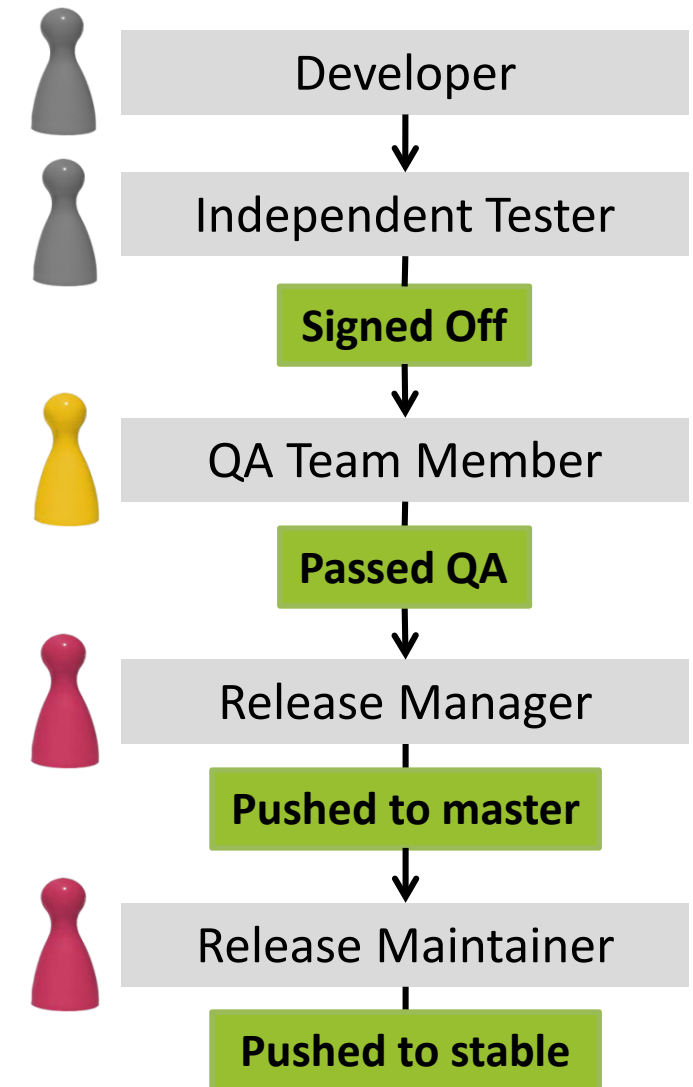 Developer
Independent Tester
Signed Off
QA Team Member
Passed QA
Release Manager
Pushed to master
Release Maintainer
Pushed to stable